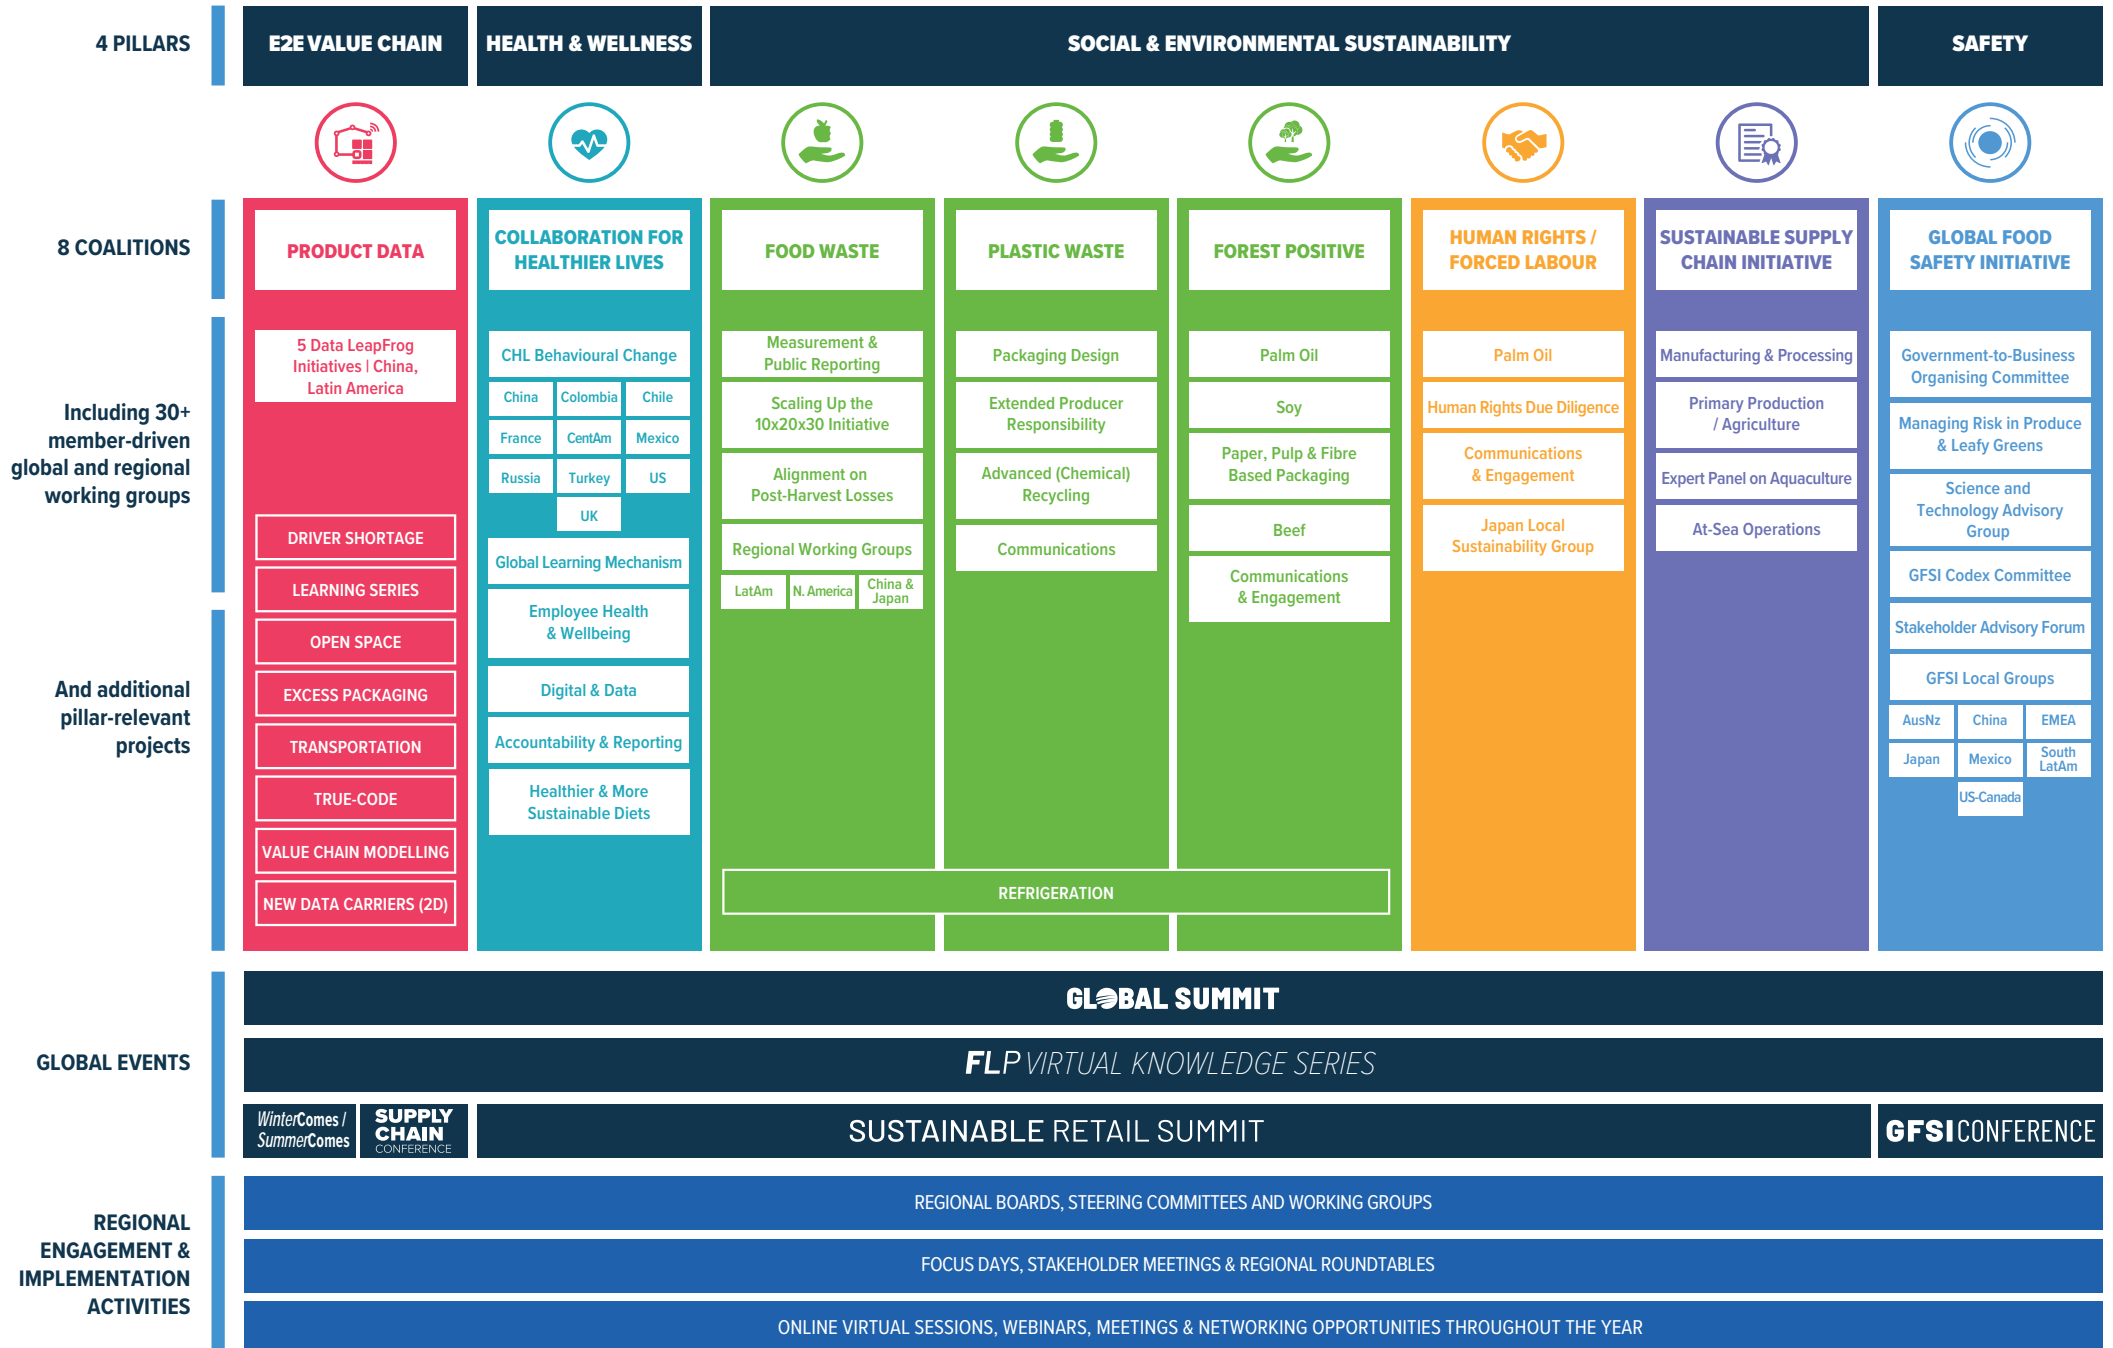 4 PILLARS
E2E VALUE CHAIN
HEALTH & WELLNESS
SOCIAL & ENVIRONMENTAL SUSTAINABILITY
SAFETY
8 COALITIONS
PRODUCT DATA
COLLABORATION FOR
HEALTHIER LIVES
FOOD WASTE
PLASTIC WASTE
FOREST POSITIVE
HUMAN RIGHTS /
FORCED LABOUR
SUSTAINABLE SUPPLY
CHAIN INITIATIVE
GLOBAL FOOD
SAFETY INITIATIVE
Including 30+
member-driven
global and regional
working groups
And additional
pillar-relevant
projects
5 Data LeapFrog
Initiatives | China,
Latin America
DRIVER SHORTAGE
LEARNING SERIES
OPEN SPACE
EXCESS PACKAGING
TRANSPORTATION
TRUE-CODE
VALUE CHAIN MODELLING
NEW DATA CARRIERS (2D)
CHL Behavioural Change
China
Colombia
Chile
France
CentAm
Mexico
Russia
Turkey
US
UK
Global Learning Mechanism
Employee Health
& Wellbeing
Digital & Data
Accountability & Reporting
Healthier & More
Sustainable Diets
Measurement &
Public Reporting
Scaling Up the
10x20x30 Initiative
Alignment on
Post-Harvest Losses
Regional Working Groups
LatAm
N. America
China &
Japan
Packaging Design
Extended Producer
Responsibility
Advanced (Chemical)
Recycling
Communications
Palm Oil
Soy
Paper, Pulp & Fibre
Based Packaging
Beef
Communications
& Engagement
REFRIGERATION
Palm Oil
Human Rights Due Diligence
Communications
& Engagement
Japan Local
Sustainability Group
Manufacturing & Processing
Primary Production
/ Agriculture
Expert Panel on Aquaculture
At-Sea Operations
Government-to-Business
Organising Committee
Managing Risk in Produce
& Leafy Greens
Science and
Technology Advisory
Group
GFSI Codex Committee
Stakeholder Advisory Forum
GFSI Local Groups
AusNz
China
EMEA
Japan
Mexico
South
LatAm
US-Canada
GLOBAL EVENTS
GLOBAL SUMMIT
FLP VIRTUAL KNOWLEDGE SERIES
WinterComes /
SummerComes
SUPPLY
CHAIN
CONFERENCE
SUSTAINABLE RETAIL SUMMIT
GFSI CONFERENCE
REGIONAL
ENGAGEMENT &
IMPLEMENTATION
ACTIVITIES
REGIONAL BOARDS, STEERING COMMITTEES AND WORKING GROUPS
FOCUS DAYS, STAKEHOLDER MEETINGS & REGIONAL ROUNDTABLES
ONLINE VIRTUAL SESSIONS, WEBINARS, MEETINGS & NETWORKING OPPORTUNITIES THROUGHOUT THE YEAR